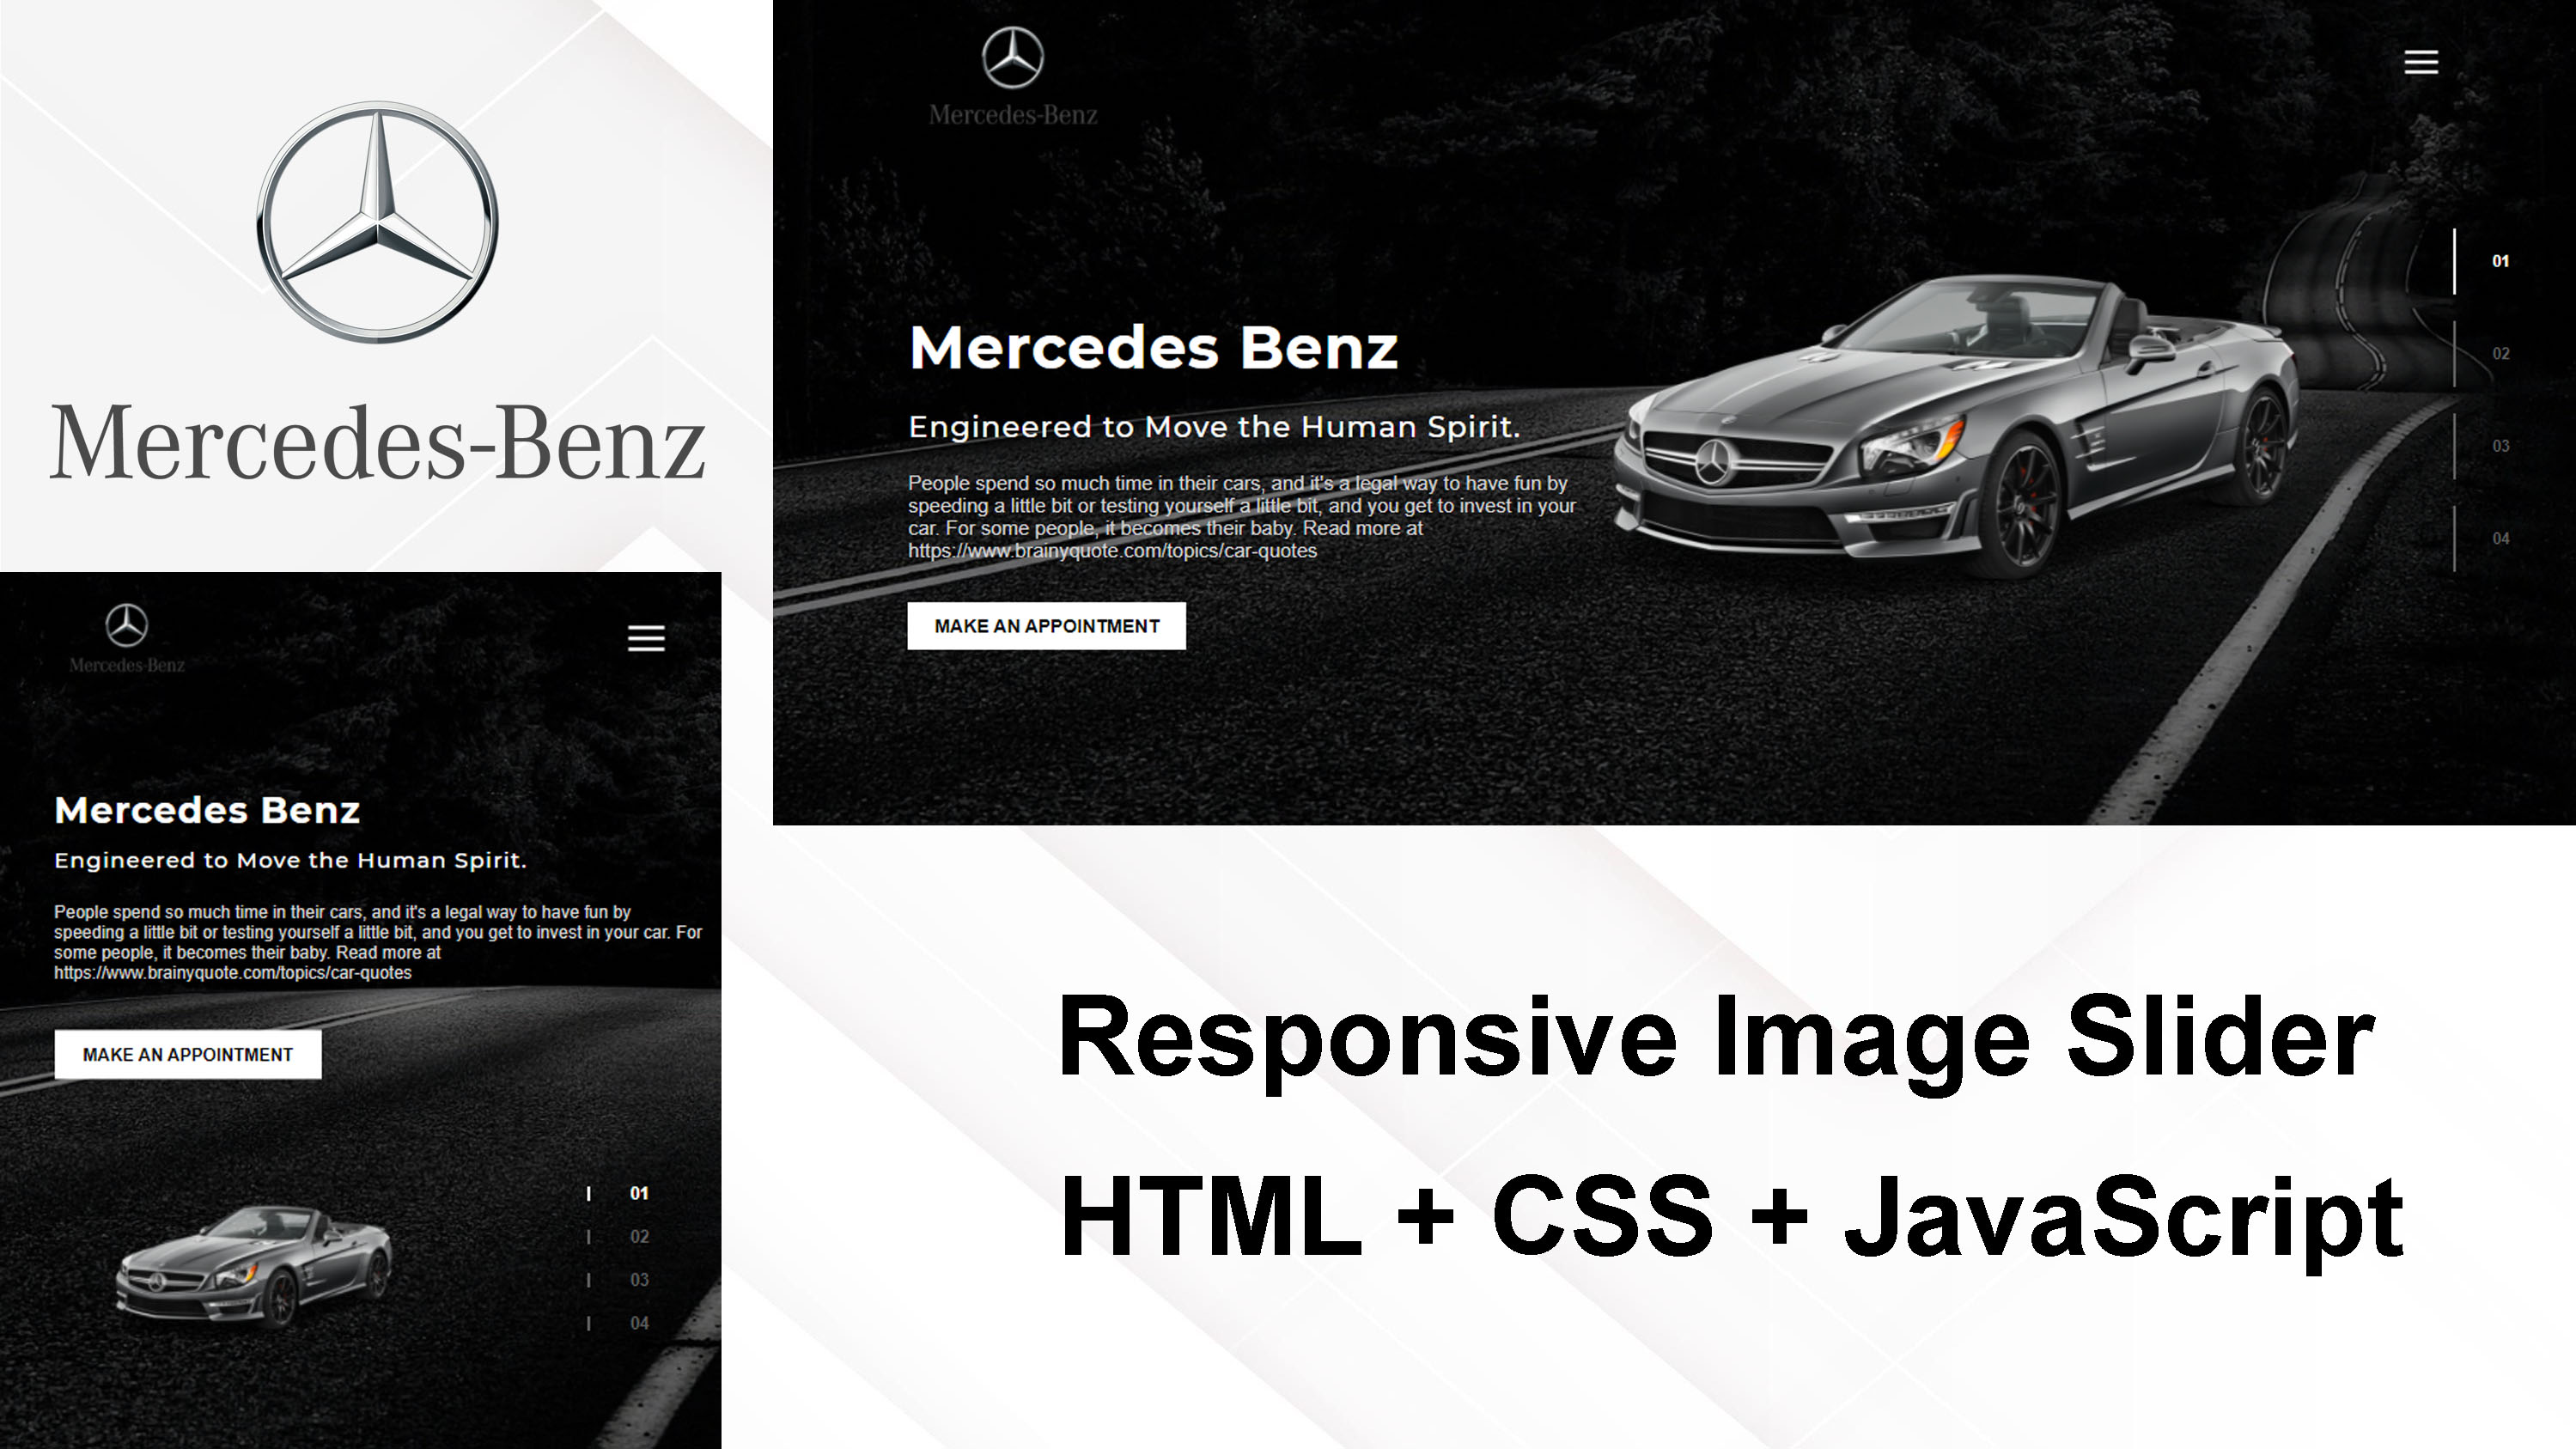 Mercedes-Benz
Mercedes-Benz
Mercedes Benz
Engineered to Move the Human Spirit.
People spend so much time in their cars, and it's a legal way to have fun by
speeding a little bit or testing yourself a little bit, and you get to invest in your
car. For some people, it becomes their baby. Read more at
https://www.brainyquote.com/topics/car-quotes
MAKE AN APPOINTMENT
01
02
03
04
Mercedes-Benz
Mercedes Benz
Engineered to Move the Human Spirit.
People spend so much time in their cars, and it's a legal way to have fun by
speeding a little bit or testing yourself a little bit, and you get to invest in your car. For
some people, it becomes their baby. Read more at
https://www.brainyquote.com/topics/car-quotes
MAKE AN APPOINTMENT
01
02
03
04
Responsive Image Slider
HTML + CSS + JavaScript